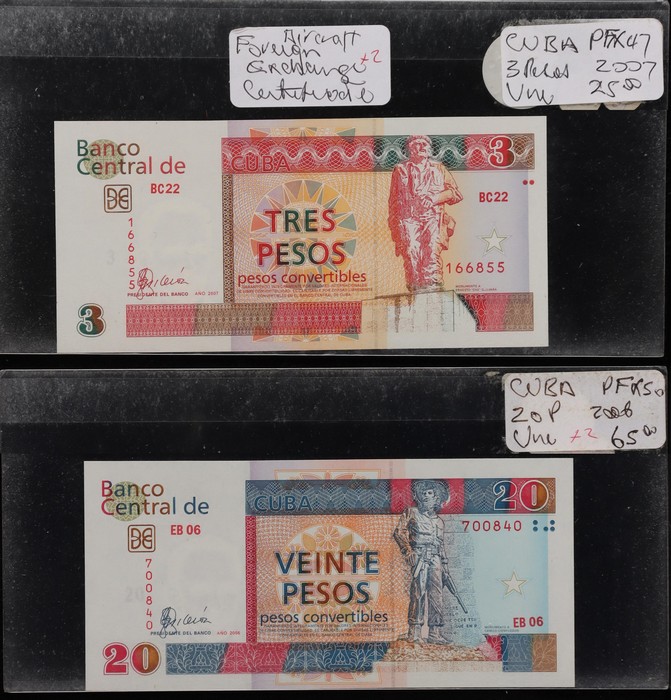 Aircraft
Foreign
Exchange x2
CUBA PFX47
3 Pesos 2007
Unc 25.00
Banco
Central de
CUBA
3
BC22
BC22
TRES
PESOS
pesos convertibles
166855
166855
PRESIDENTE DEL BANCO AÑO 2007
3
CUBA
20P 2006
Unc x2 65.00
Banco
Central de
CUBA
20
EB 06
700840
VEINTE
PESOS
pesos convertibles
700840
EB 06
PRESIDENTE DEL BANCO AÑO 2006
20